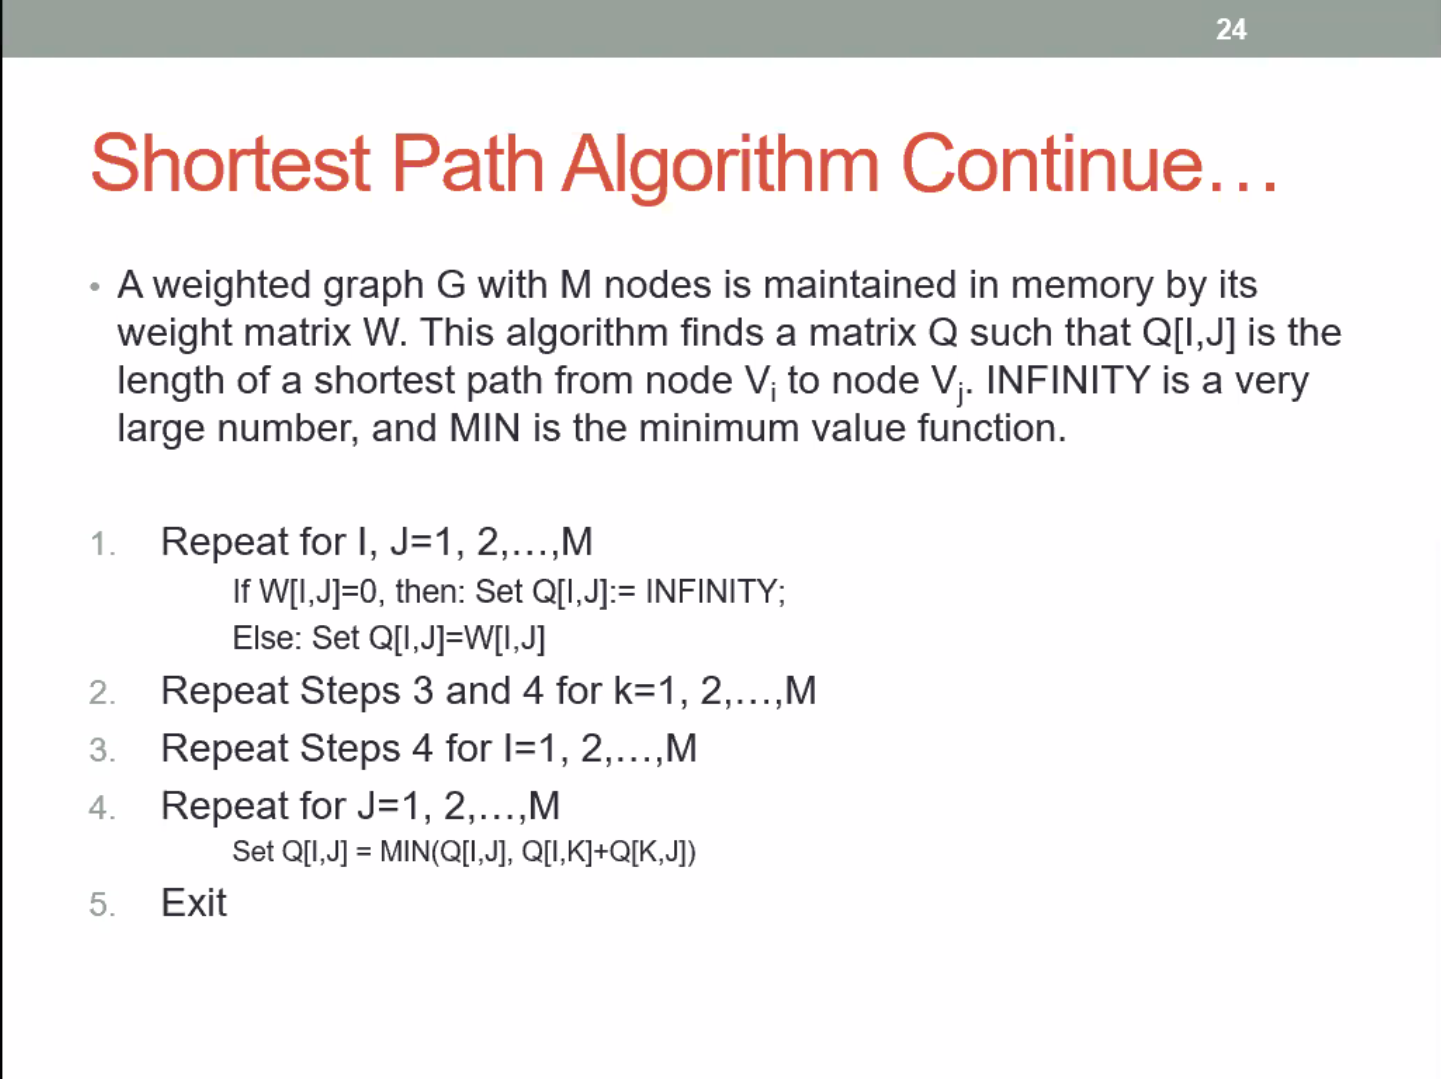 24
Shortest Path Algorithm Continue…
• A weighted graph G with M nodes is maintained in memory by its
weight matrix W. This algorithm finds a matrix Q such that Q[I,J] is the
length of a shortest path from node Vi to node Vj. INFINITY is a very
large number, and MIN is the minimum value function.
1. Repeat for I, J=1, 2,…,M
If W[I,J]=0, then: Set Q[I,J]:= INFINITY;
Else: Set Q[I,J]=W[I,J]
2. Repeat Steps 3 and 4 for k=1, 2,…,M
3. Repeat Steps 4 for I=1, 2,…,M
4. Repeat for J=1, 2,…,M
Set Q[I,J] = MIN(Q[I,J], Q[I,K]+Q[K,J])
5. Exit